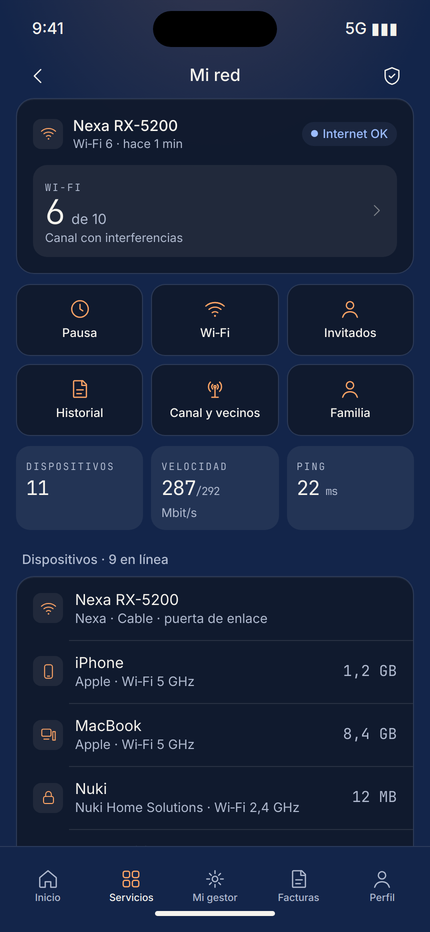 9:41
5G
Mi red
Nexa RX-5200
Wi-Fi 6 · hace 1 min
Internet OK
WI-FI
6 de 10
Canal con interferencias
Pausa
Wi-Fi
Invitados
Historial
Canal y vecinos
Familia
DISPOSITIVOS
11
VELOCIDAD
287/292
Mbit/s
PING
22 ms
Dispositivos · 9 en línea
Nexa RX-5200
Nexa · Cable · puerta de enlace
iPhone
Apple · Wi-Fi 5 GHz
1,2 GB
MacBook
Apple · Wi-Fi 5 GHz
8,4 GB
Nuki
Nuki Home Solutions · Wi-Fi 2,4 GHz
12 MB
Inicio
Servicios
Mi gestor
Facturas
Perfil